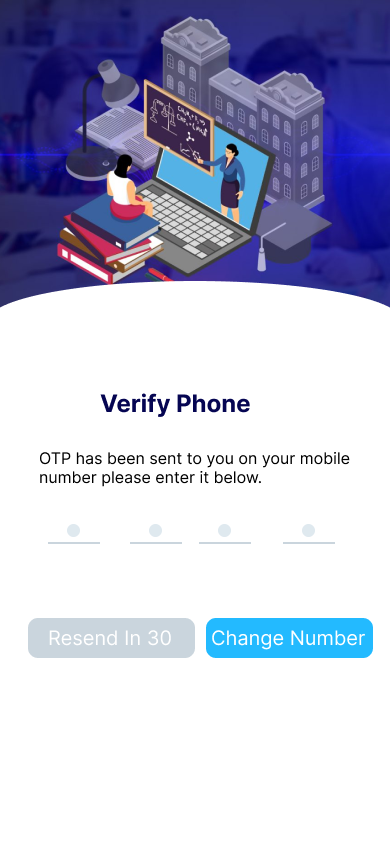 Verify Phone
OTP has been sent to you on your mobile
number please enter it below.
Resend In 30
Change Number